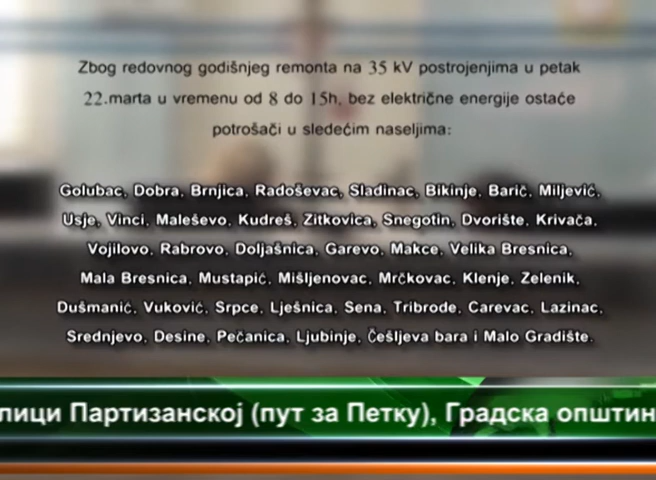 Zbog redovnog godišnjeg remonta na 35 kV postrojenjima u petak
22.marta u vremenu od 8 do 15h, bez električne energije ostaće
potrošači u sledećim naseljima:
Golubac, Dobra, Brnjica, Radoševac, Sladinac, Bikinje, Barič, Miljević,
Usje, Vinci, Maleševo, Kudreš, Zitkovica, Snegotin, Dvorište, Krivača,
Vojilovo, Rabrovo, Doljašnica, Garevo, Makce, Velika Bresnica,
Mala Bresnica, Mustapić, Mišljenovac, Mrčkovac, Klenje, Zelenik,
Dušmanić, Vuković, Srpce, Lješnica, Sena, Tribrode, Carevac, Lazinac,
Srednjevo, Desine, Pečanica, Ljubinje, Češljeva bara i Malo Gradište.
лици Партизанској (пут за Петку), Градска општин